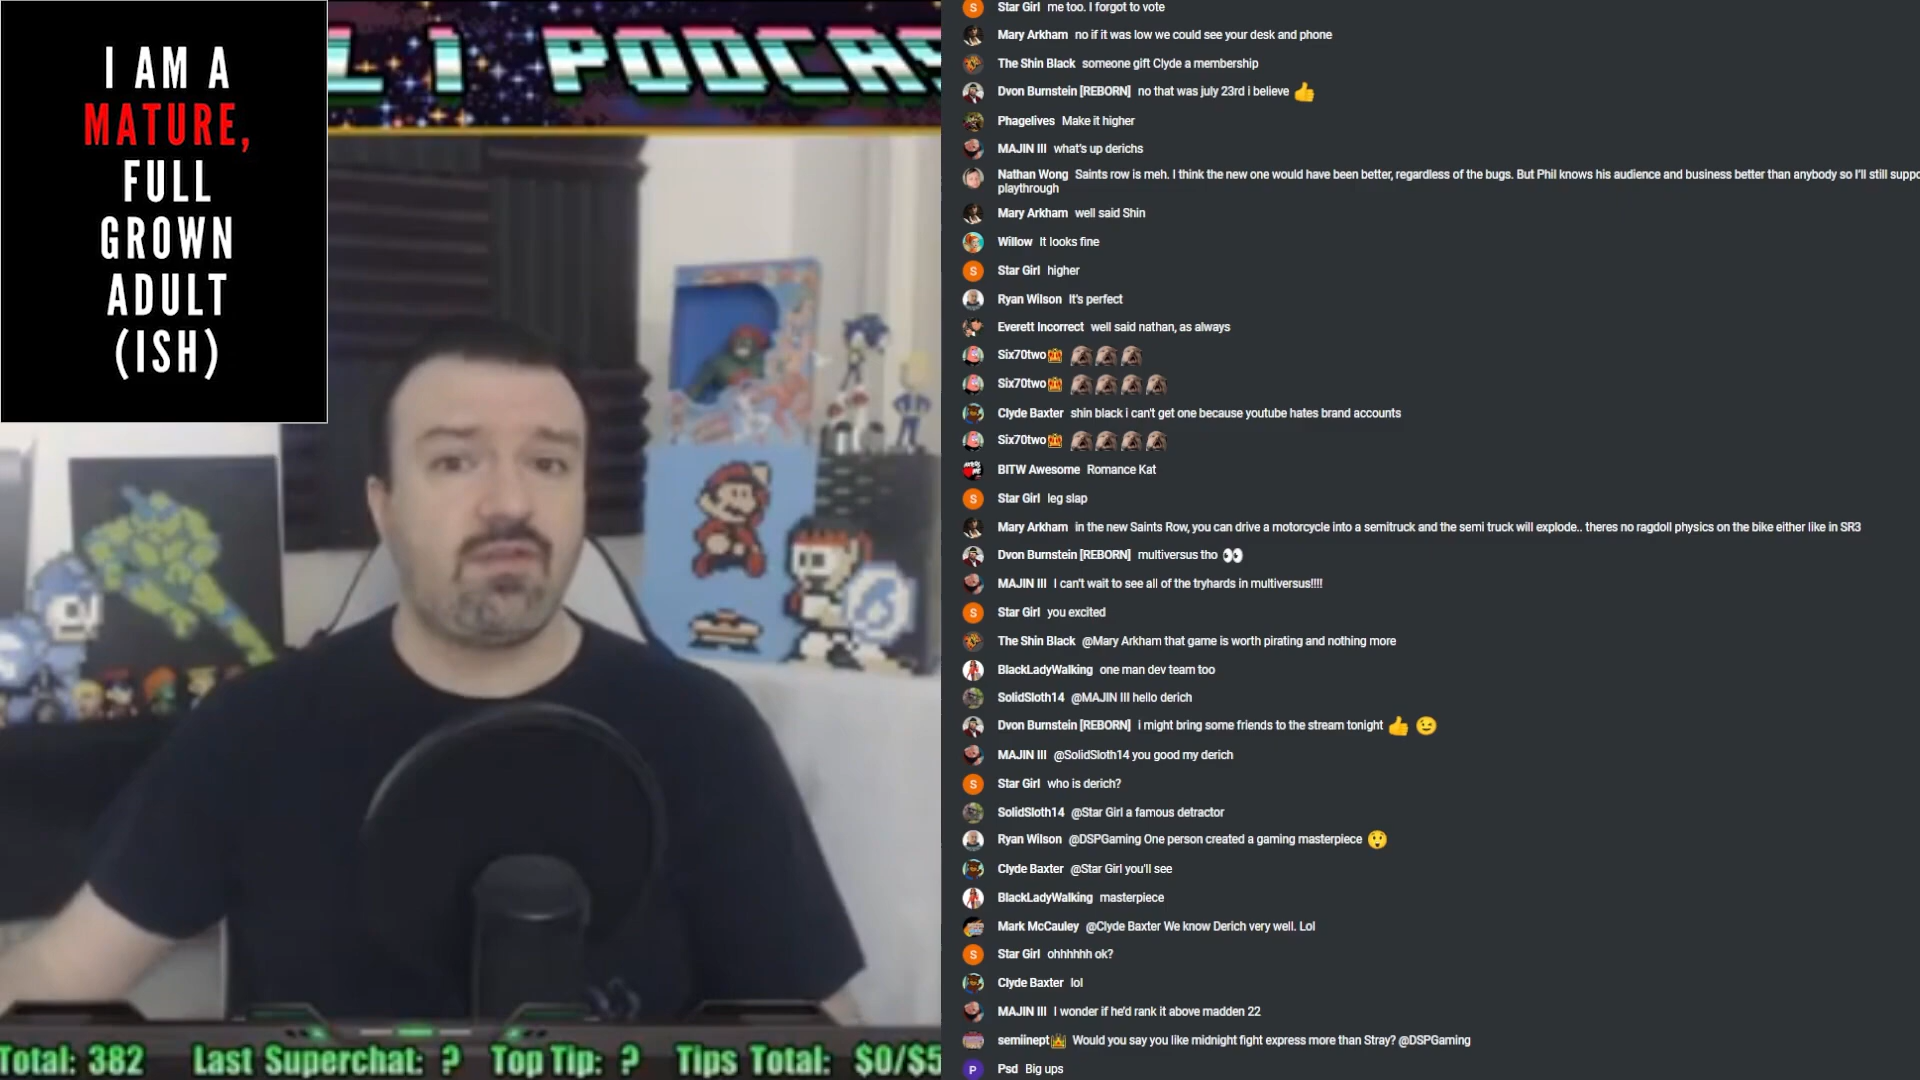 I AM A
MATURE,
FULL
GROWN
ADULT
(ISH)
L 1 PODCAS
Total: 382 Last Superchat: ? Top Tip: ? Tips Total: $0/$5
Star Girl me too. I forgot to vote
Mary Arkham no if it was low we could see your desk and phone
The Shin Black someone gift Clyde a membership
Dvon Burnstein [REBORN] no that was july 23rd i believe 👍
Phagelives Make it higher
MAJIN III what's up derichs
Nathan Wong Saints row is meh. I think the new one would have been better, regardless of the bugs. But Phil knows his audience and business better than anybody so I'll still suppo
playthrough
Mary Arkham well said Shin
Willow It looks fine
S Star Girl higher
Ryan Wilson It's perfect
Everett Incorrect well said nathan, as always
Six70two
Six70two
Clyde Baxter shin black i can't get one because youtube hates brand accounts
Six70two
BITW Awesome Romance Kat
S Star Girl leg slap
Mary Arkham in the new Saints Row, you can drive a motorcycle into a semitruck and the semi truck will explode.. theres no ragdoll physics on the bike either like in SR3
Dvon Burnstein [REBORN] multiversus tho 👀
MAJIN III I can't wait to see all of the tryhards in multiversus!!!!
S Star Girl you excited
The Shin Black @Mary Arkham that game is worth pirating and nothing more
BlackLadyWalking one man dev team too
SolidSloth14 @MAJIN III hello derich
Dvon Burnstein [REBORN] i might bring some friends to the stream tonight 👍 😉
MAJIN III @SolidSloth14 you good my derich
S Star Girl who is derich?
SolidSloth14 @Star Girl a famous detractor
Ryan Wilson @DSPGaming One person created a gaming masterpiece 😲
Clyde Baxter @Star Girl you'll see
BlackLadyWalking masterpiece
Mark McCauley @Clyde Baxter We know Derich very well. Lol
S Star Girl ohhhhhh ok?
Clyde Baxter lol
MAJIN III I wonder if he'd rank it above madden 22
semiinept Would you say you like midnight fight express more than Stray? @DSPGaming
P Psd Big ups